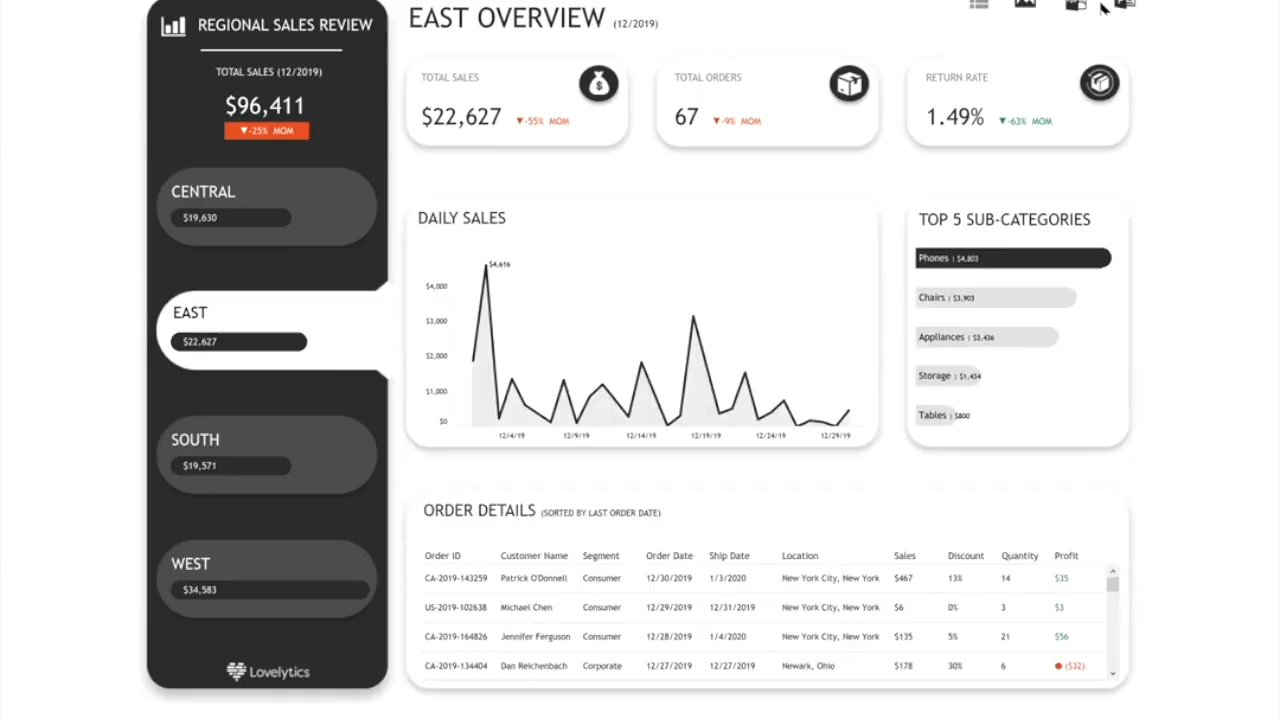 REGIONAL SALES REVIEW
TOTAL SALES (12/2019)
$96,411
▼-25% MOM
CENTRAL
$19,630
EAST
$22,627
SOUTH
$19,571
WEST
$34,583
Lovelytics
EAST OVERVIEW (12/2019)
TOTAL SALES
$22,627 ▼-55% MOM
TOTAL ORDERS
67 ▼-9% MOM
RETURN RATE
1.49% ▼-63% MOM
DAILY SALES
$4,616
$4,000
$3,000
$2,000
$1,000
$0
12/4/19 12/9/19 12/14/19 12/19/19 12/24/19 12/29/19
TOP 5 SUB-CATEGORIES
Phones : $4,803
Chairs : $3,903
Appliances : $3,436
Storage : $1,454
Tables : $800
ORDER DETAILS (SORTED BY LAST ORDER DATE)
Order ID Customer Name Segment Order Date Ship Date Location Sales Discount Quantity Profit
CA-2019-143259 Patrick O'Donnell Consumer 12/30/2019 1/3/2020 New York City, New York $467 13% 14 $35
US-2019-102638 Michael Chen Consumer 12/29/2019 12/31/2019 New York City, New York $6 0% 3 $3
CA-2019-164826 Jennifer Ferguson Consumer 12/28/2019 1/4/2020 New York City, New York $135 5% 21 $56
CA-2019-134404 Dan Reichenbach Corporate 12/27/2019 12/27/2019 Newark, Ohio $178 30% 6 ($32)